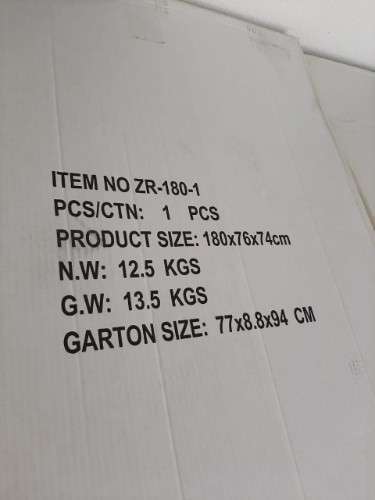 ITEM NO ZR-180-1
PCS/CTN: 1 PCS
PRODUCT SIZE: 180x76x74cm
N.W: 12.5 KGS
G.W: 13.5 KGS
GARTON SIZE: 77x8.8x94 CM